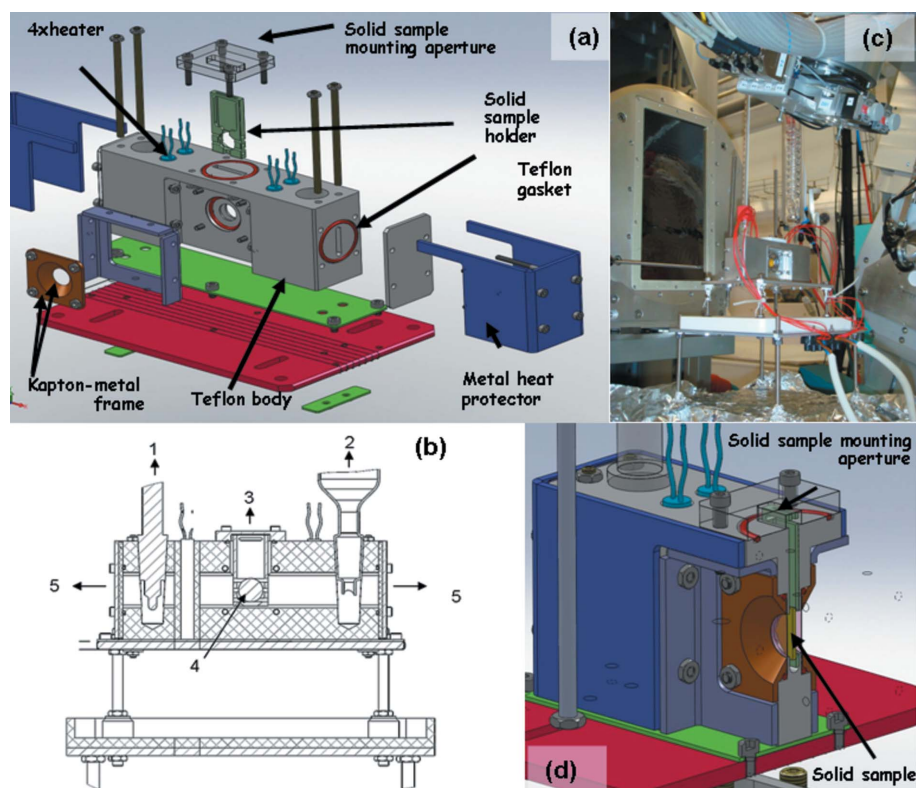 4xheater
Solid sample
mounting aperture
(a)
Solid
sample
holder
Teflon
gasket
Kapton-metal
frame
Teflon body
Metal heat
protector
(c)
(b)
1
2
3
5
5
4
Solid sample mounting
aperture
(d)
Solid sample